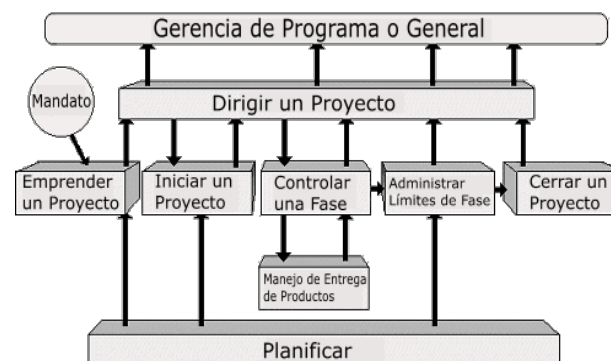 Gerencia de Programa o General
Mandato
Dirigir un Proyecto
Emprender
un Proyecto
Iniciar un
Proyecto
Controlar
una Fase
Administrar
Límites de Fase
Cerrar un
Proyecto
Manejo de Entrega
de Productos
Planificar